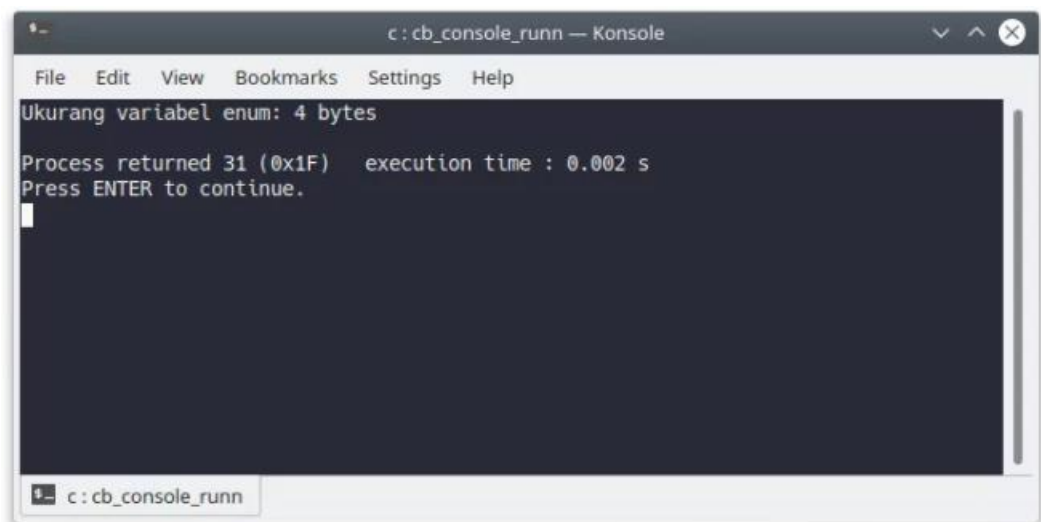 c : cb_console_runn — Konsole
File Edit View Bookmarks Settings Help
Ukurang variabel enum: 4 bytes
Process returned 31 (0x1F) execution time : 0.002 s
Press ENTER to continue.
c : cb_console_runn